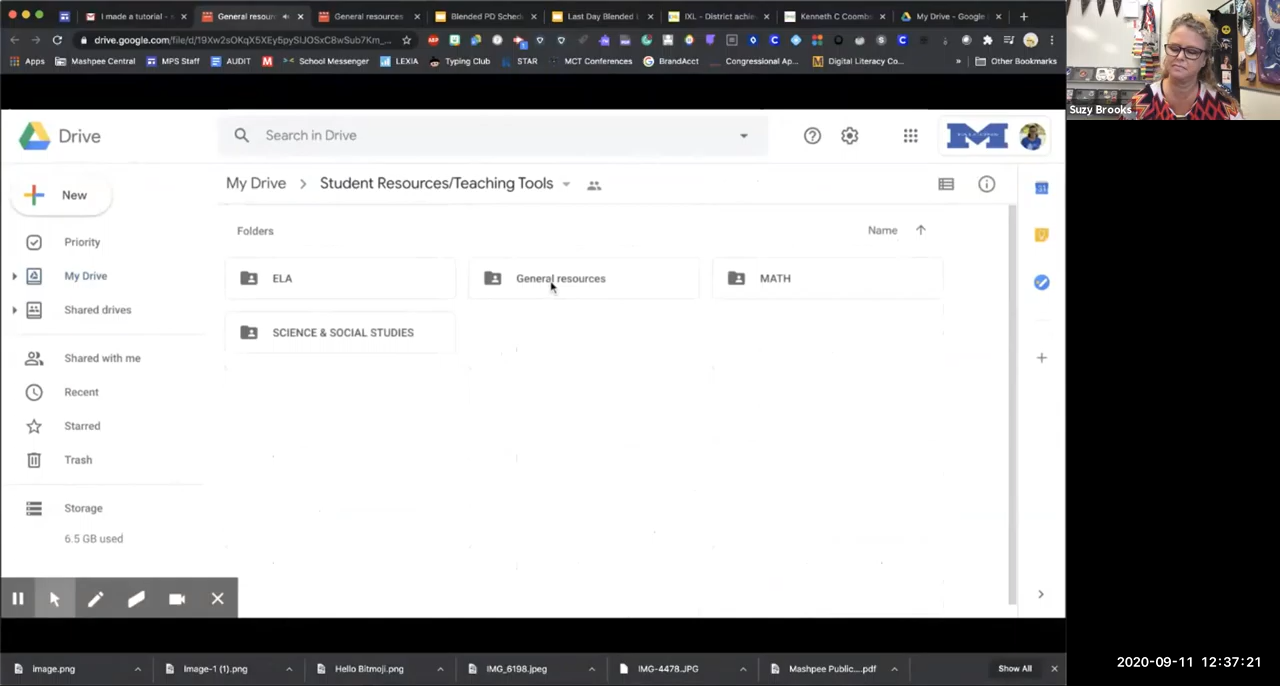 I made a tutorial -
General resour
General resources
Blended PD Sched
Last Day Blended
IXL - District achie
Kenneth C Coomb
My Drive - Google
drive.google.com/file/d/19Xw2sOKqX5XEy5pySIJOSxC8wSub7Km_...
Apps
Mashpee Central
MPS Staff
AUDIT
School Messenger
LEXIA
Typing Club
STAR
MCT Conferences
BrandAcct
Congressional Ap...
Digital Literacy Co...
»
Other Bookmarks
Suzy Brooks
Drive
Search in Drive
M
New
My Drive > Student Resources/Teaching Tools
Folders
Name
Priority
My Drive
Shared drives
Shared with me
Recent
Starred
Trash
Storage
6.5 GB used
ELA
General resources
MATH
SCIENCE & SOCIAL STUDIES
31
image.png
Image-1 (1).png
Hello Bitmoji.png
IMG_6198.jpeg
IMG-4478.JPG
Mashpee Public....pdf
Show All
2020-09-11 12:37:21